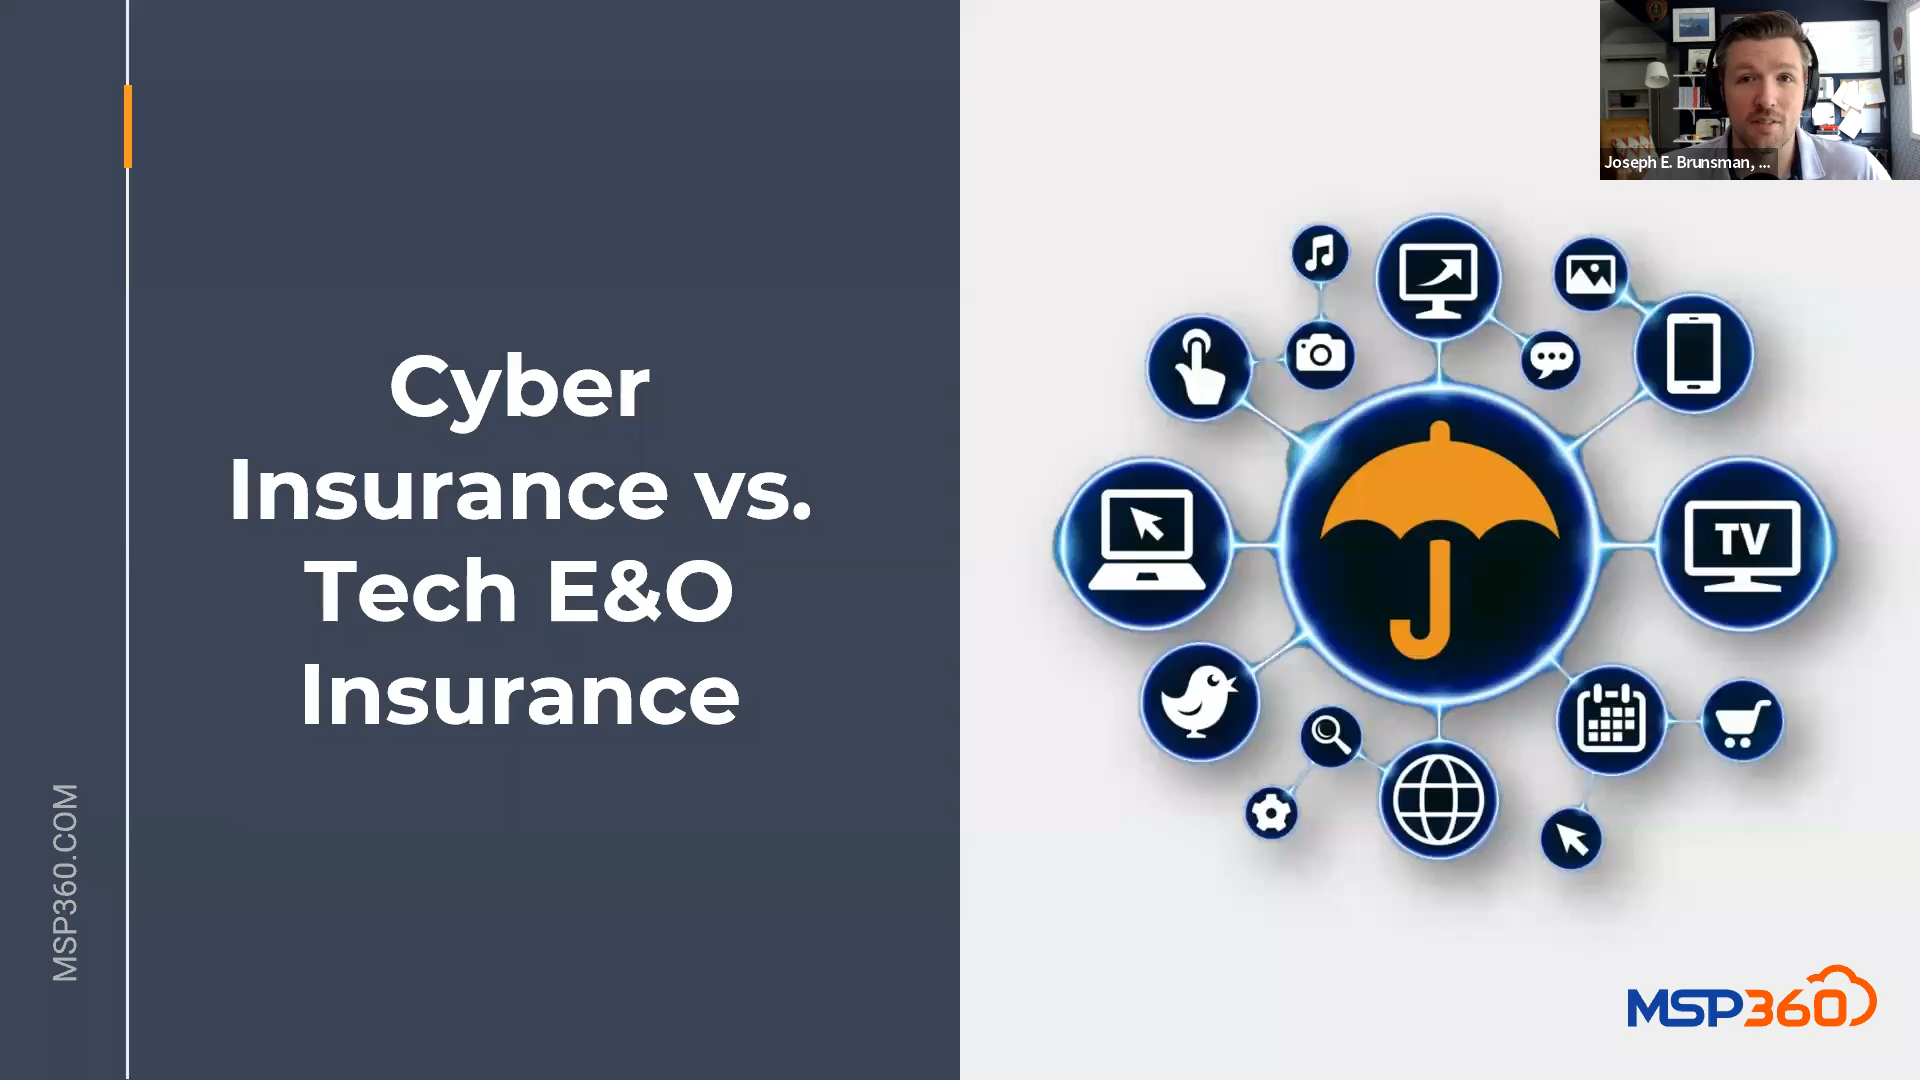 Cyber
Insurance vs.
Tech E&O
Insurance
MSP360.COM
Joseph E. Brunsman, ...
TV
MSP360